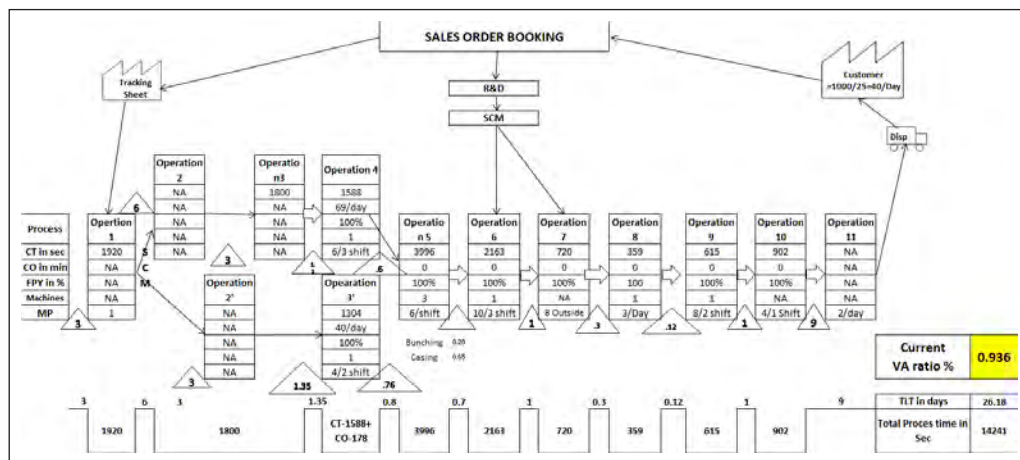 SALES ORDER BOOKING
Tracking
Sheet
Customer
=1000/25=40/Day
R&D
SCM
Disp
Operation
2
NA
NA
NA
NA
NA
Operatio
n3
1800
NA
NA
NA
NA
Operation 4
1588
69/day
100%
1
6/3 shift
6
3
.6
Process
CT in sec
CO in min
FPY in %
Machines
MP
Opertion
1
1920
NA
NA
NA
1
3
S
C
M
Operation
2'
NA
NA
NA
NA
NA
3
Opearation
3'
1304
40/day
100%
1
4/2 shift
1.35
.76
Operatio
n 5
3996
0
100%
3
6/shift
Bunching 0.20
Casing
Operation
6
2163
0
100%
1
10/3 shift
1
Operation
7
720
0
100%
NA
8 Outside
.3
Operation
8
359
0
100
1
3/Day
.12
Operation
9
615
0
100%
1
8/2 shift
1
Operation
10
902
0
100%
NA
4/1 Shift
9
Operation
11
NA
NA
NA
NA
2/day
Current
VA ratio %
0.936
3 6 3 1.35 0.8 0.7 1 0.3 0.12 1 9
TLT in days
26.18
1920 1800 CT-1588+
CO-178
3996 2163 720 359 615 902
Total Proces time in
Sec
14241